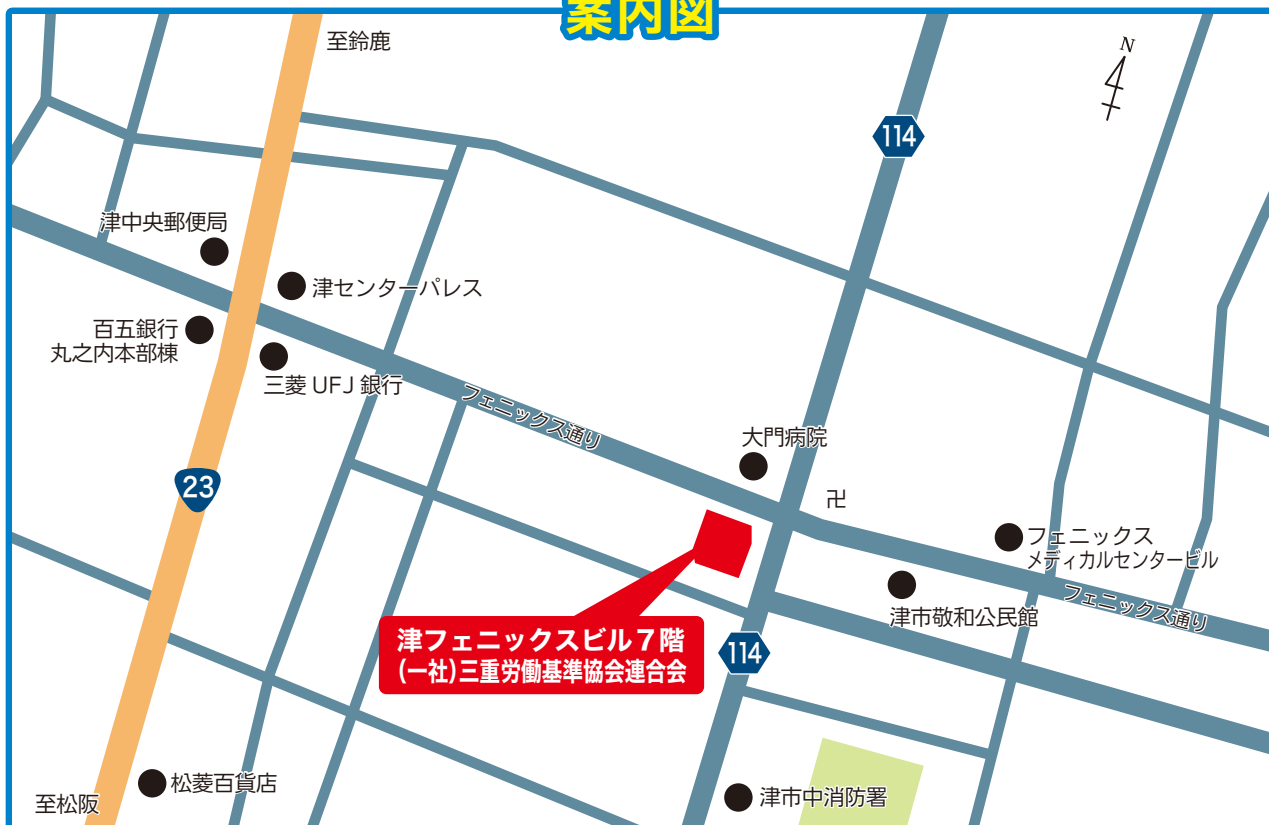 案内図
至鈴鹿
N
114
津中央郵便局
津センターパレス
百五銀行
丸之内本部棟
三菱 UFJ 銀行
フェニックス通り
大門病院
卍
23
フェニックス
メディカルセンタービル
津市敬和公民館
フェニックス通り
津フェニックスビル7階
(一社)三重労働基準協会連合会
114
松菱百貨店
至松阪
津市中消防署